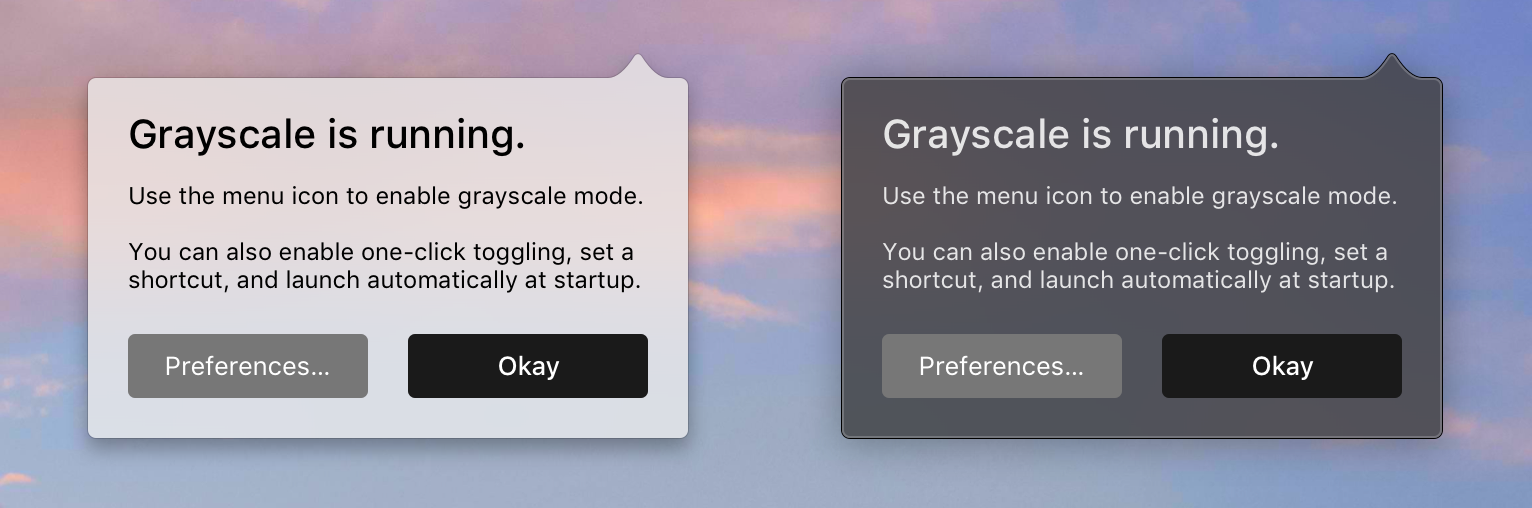 Grayscale is running.
Use the menu icon to enable grayscale mode.
You can also enable one-click toggling, set a
shortcut, and launch automatically at startup.
Preferences...
Okay
Grayscale is running.
Use the menu icon to enable grayscale mode.
You can also enable one-click toggling, set a
shortcut, and launch automatically at startup.
Preferences...
Okay